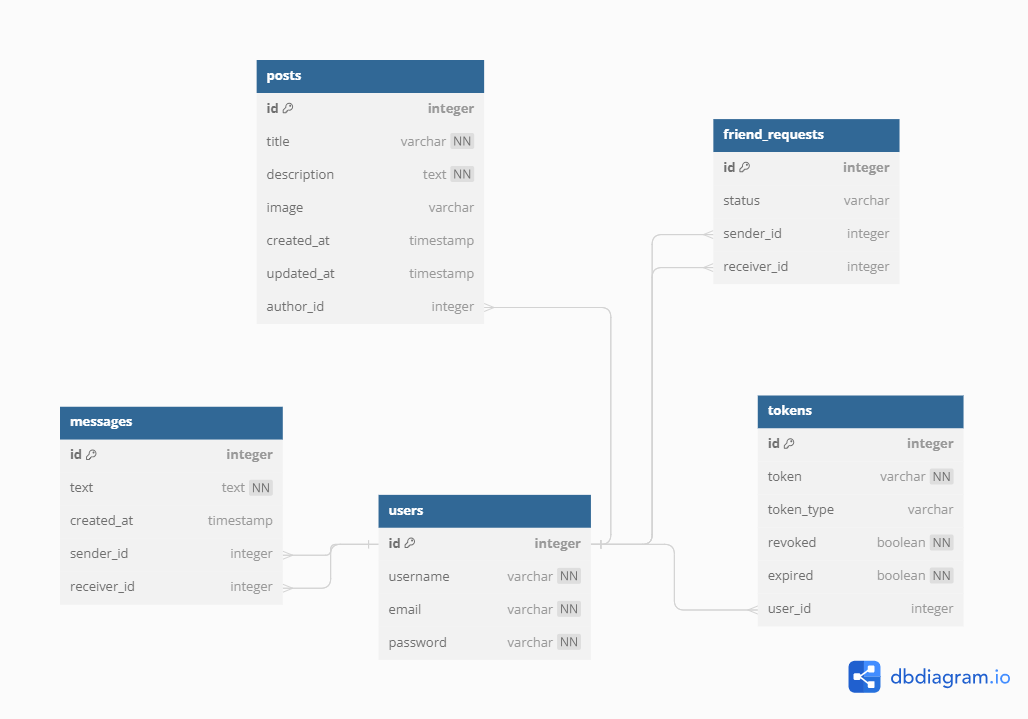 posts
id integer
title varchar NN
description text NN
image varchar
created_at timestamp
updated_at timestamp
author_id integer
friend_requests
id integer
status varchar
sender_id integer
receiver_id integer
messages
id integer
text text NN
created_at timestamp
sender_id integer
receiver_id integer
users
id integer
username varchar NN
email varchar NN
password varchar NN
tokens
id integer
token varchar NN
token_type varchar
revoked boolean NN
expired boolean NN
user_id integer
dbdiagram.io